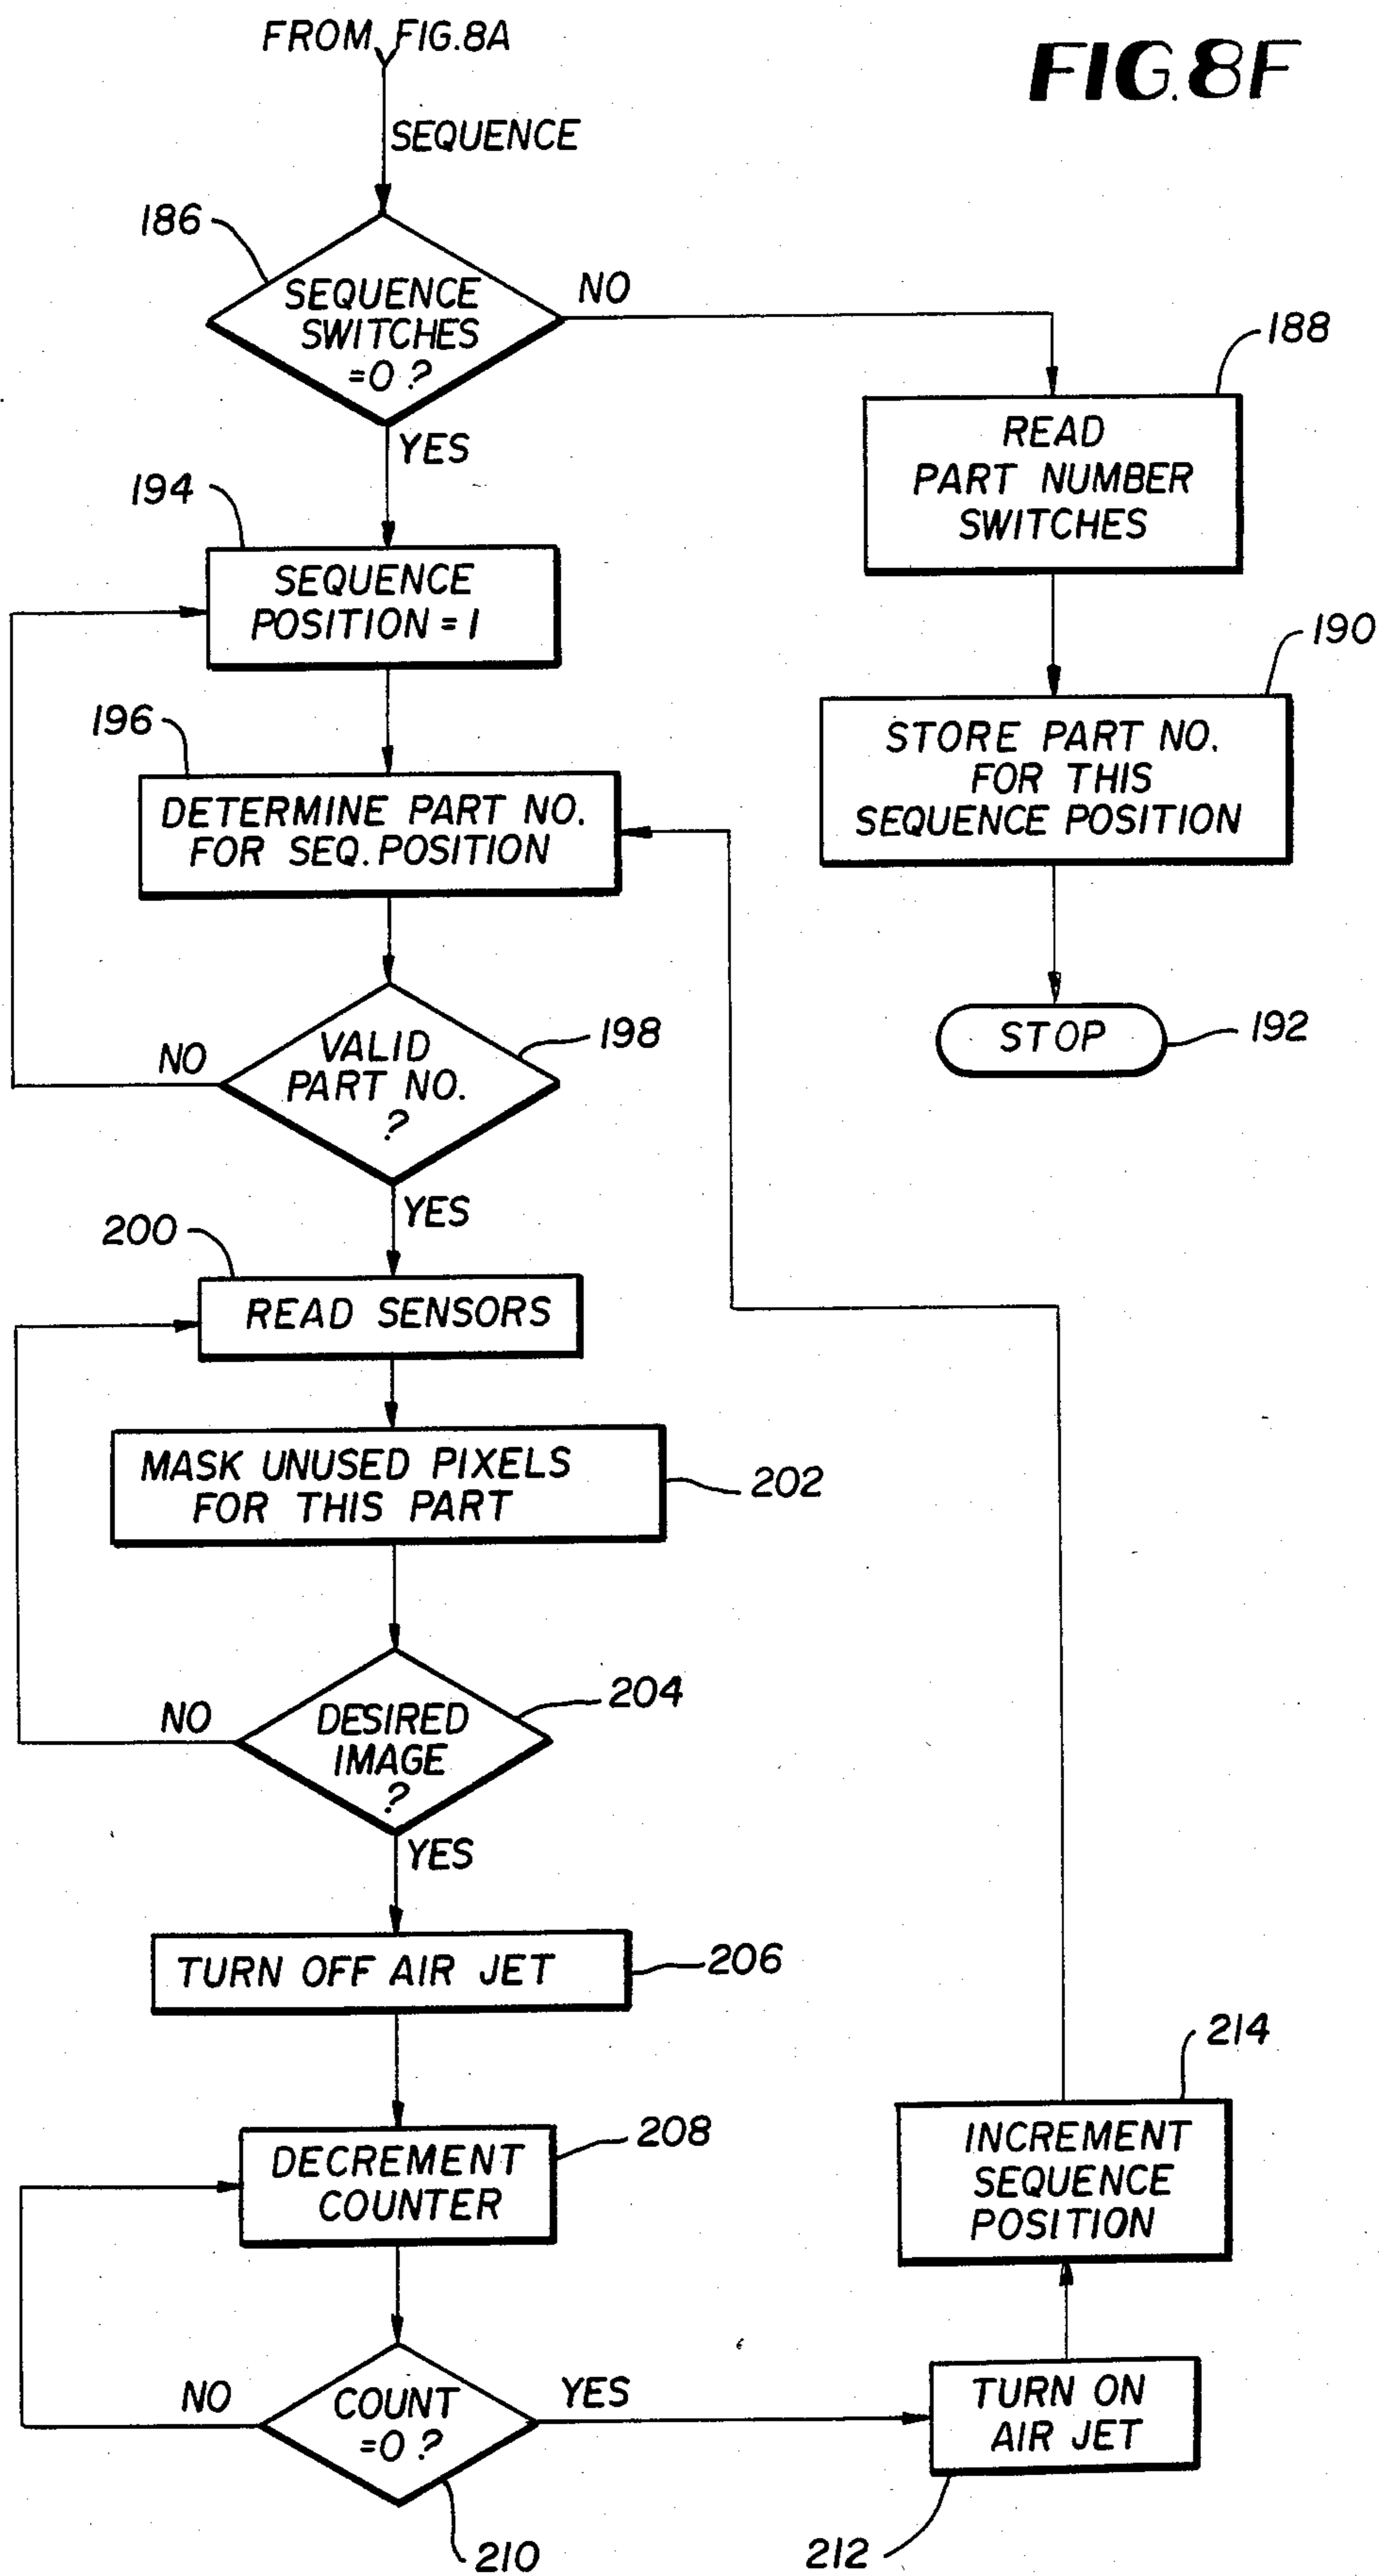 FROM FIG.8A
FIG.8F
SEQUENCE
186
SEQUENCE
SWITCHES
=0 ?
NO
188
READ
PART NUMBER
SWITCHES
YES
194
SEQUENCE
POSITION = 1
190
STORE PART NO.
FOR THIS
SEQUENCE POSITION
196
DETERMINE PART NO.
FOR SEQ. POSITION
STOP
192
198
VALID
PART NO.
?
NO
YES
200
READ SENSORS
MASK UNUSED PIXELS
FOR THIS PART
202
204
DESIRED
IMAGE
?
NO
YES
TURN OFF AIR JET
206
208
DECREMENT
COUNTER
214
INCREMENT
SEQUENCE
POSITION
NO
COUNT
=0 ?
YES
TURN ON
AIR JET
210
212